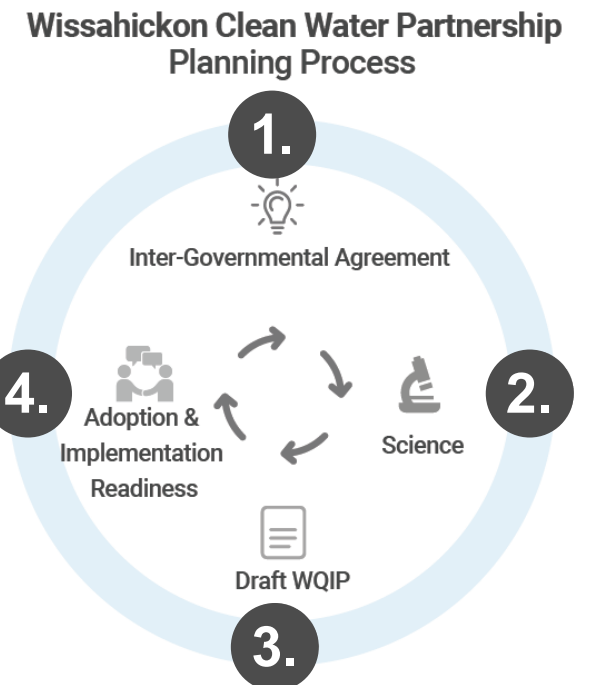 Wissahickon Clean Water Partnership
Planning Process
1.
Inter-Governmental Agreement
2.
Science
3.
Draft WQIP
4.
Adoption &
Implementation
Readiness